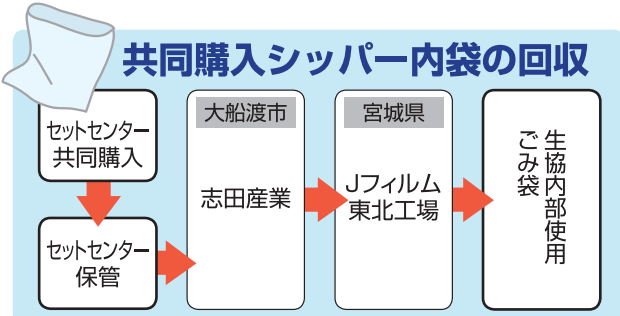 共同購入シッパー内袋の回収
セットセンター
共同購入
セットセンター
保管
大船渡市
志田産業
宮城県
Jフィルム
東北工場
生協内部使用
ごみ袋